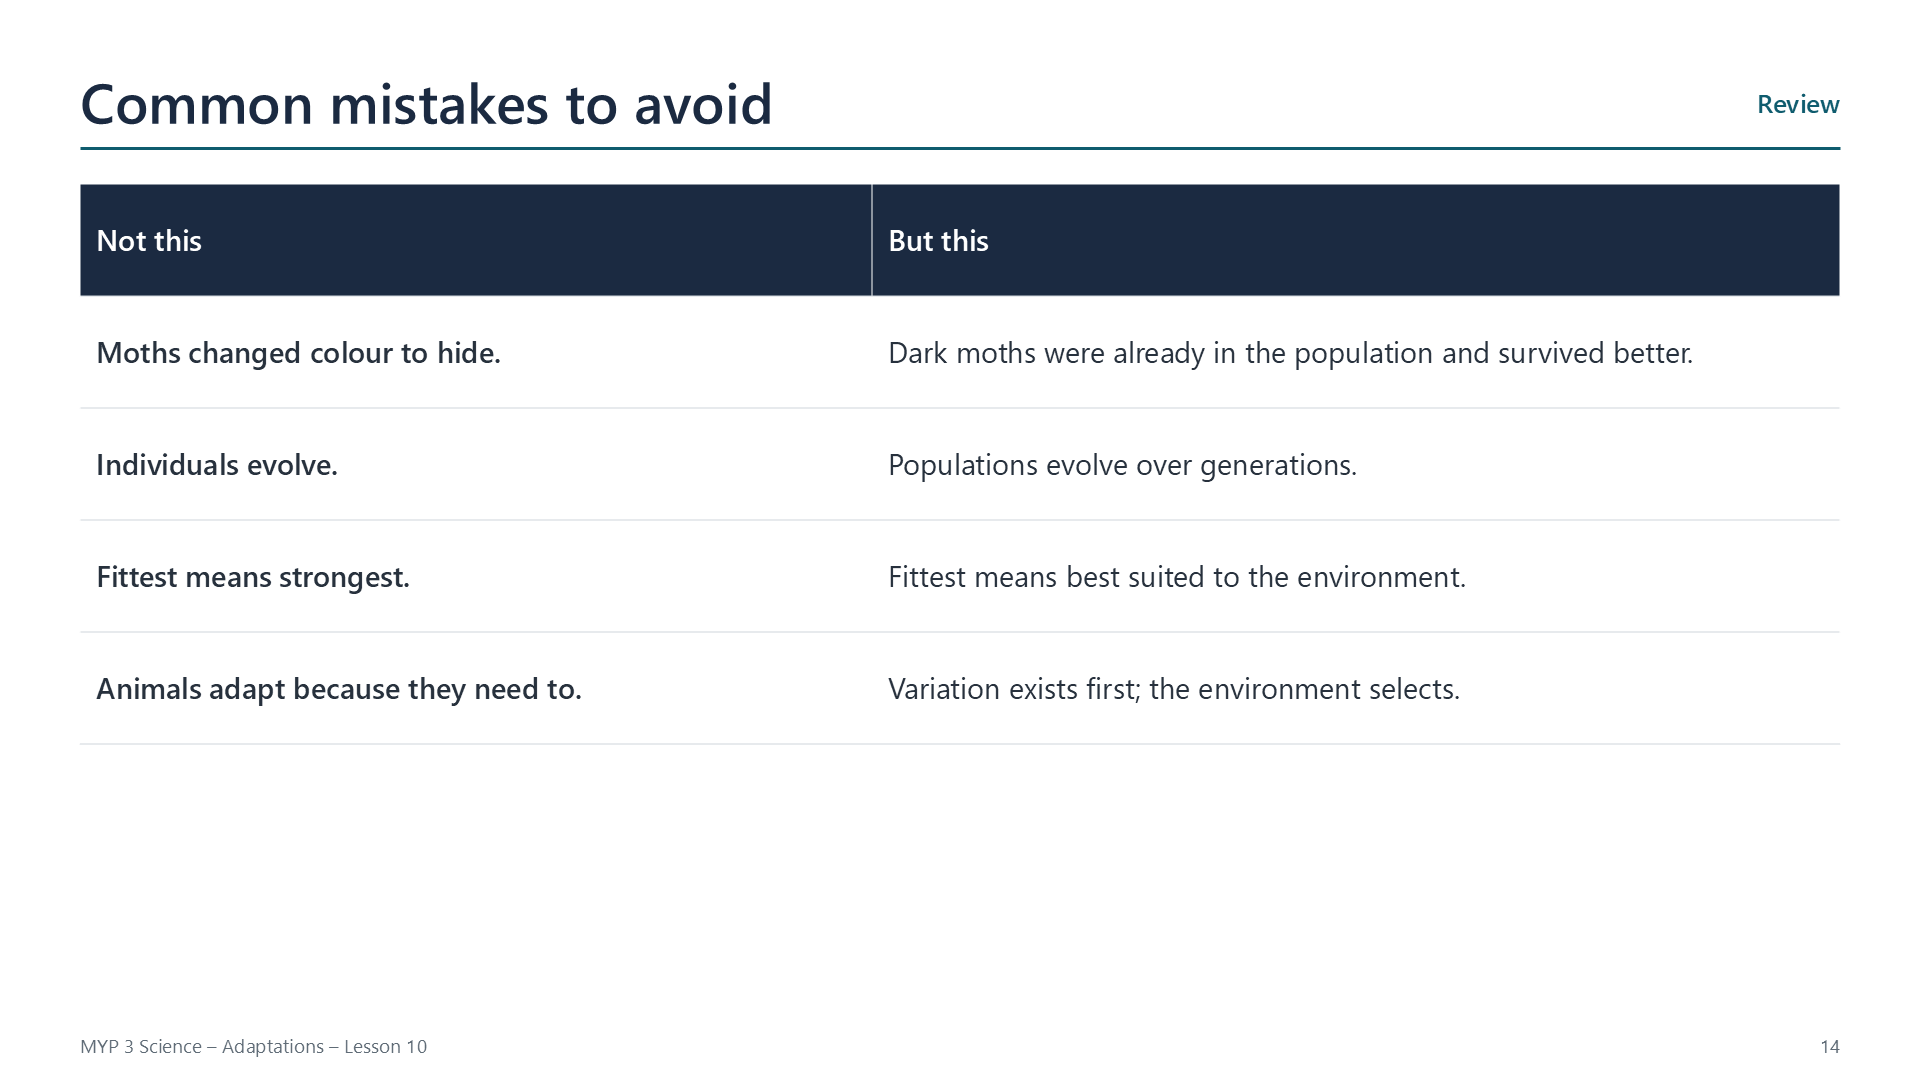 Common mistakes to avoid
Review
Not this
But this
Moths changed colour to hide.
Dark moths were already in the population and survived better.
Individuals evolve.
Populations evolve over generations.
Fittest means strongest.
Fittest means best suited to the environment.
Animals adapt because they need to.
Variation exists first; the environment selects.
MYP 3 Science – Adaptations – Lesson 10
14